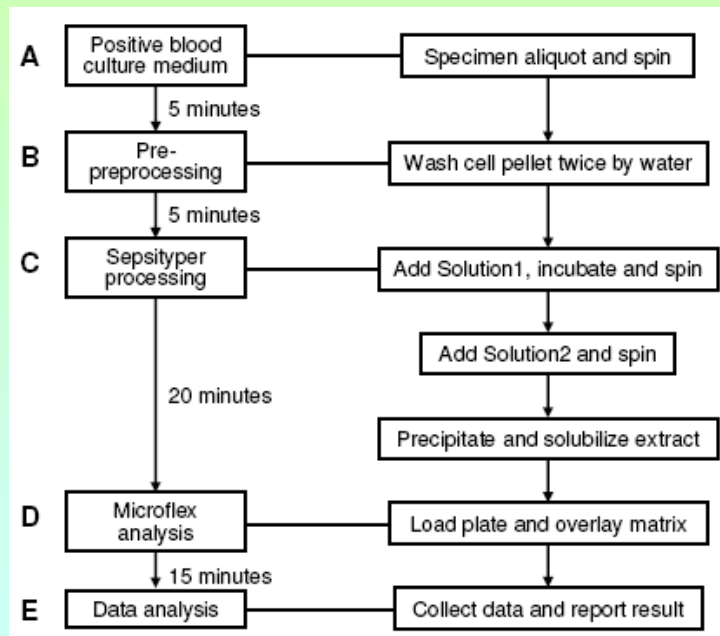 A
Positive blood
culture medium
Specimen aliquot and spin
5 minutes
B
Pre-
preprocessing
Wash cell pellet twice by water
5 minutes
C
Sepsityper
processing
Add Solution1, incubate and spin
Add Solution2 and spin
20 minutes
Precipitate and solubilize extract
D
Microflex
analysis
Load plate and overlay matrix
15 minutes
E
Data analysis
Collect data and report result